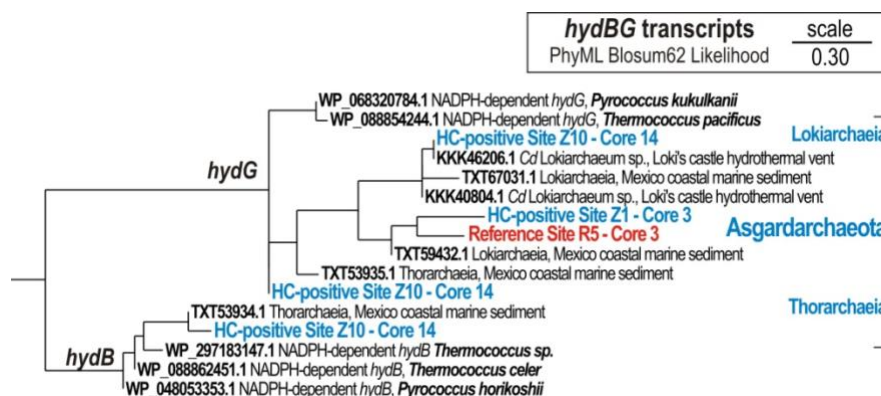 hydBG transcripts
PhyML Blosum62 Likelihood
scale
0.30
WP_068320784.1 NADPH-dependent hydG, Pyrococcus kukulkanii
WP_088854244.1 NADPH-dependent hydG, Thermococcus pacificus
HC-positive Site Z10 - Core 14
Lokiarchaeia
KKK46206.1 Cd Lokiarchaeum sp., Loki's castle hydrothermal vent
hydG
TXT67031.1 Lokiarchaeia, Mexico coastal marine sediment
KKK40804.1 Cd Lokiarchaeum sp., Loki's castle hydrothermal vent
HC-positive Site Z1 - Core 3
Asgardarchaeota
Reference Site R5 - Core 3
TXT59432.1 Lokiarchaeia, Mexico coastal marine sediment
TXT53935.1 Thorarchaeia, Mexico coastal marine sediment
HC-positive Site Z10 - Core 14
Thorarchaeia
TXT53934.1 Thorarchaeia, Mexico coastal marine sediment
HC-positive Site Z10 - Core 14
hydB
WP_297183147.1 NADPH-dependent hydB Thermococcus sp.
WP_088862451.1 NADPH-dependent hydB, Thermococcus celer
WP_048053353.1 NADPH-dependent hydB, Pyrococcus horikoshii